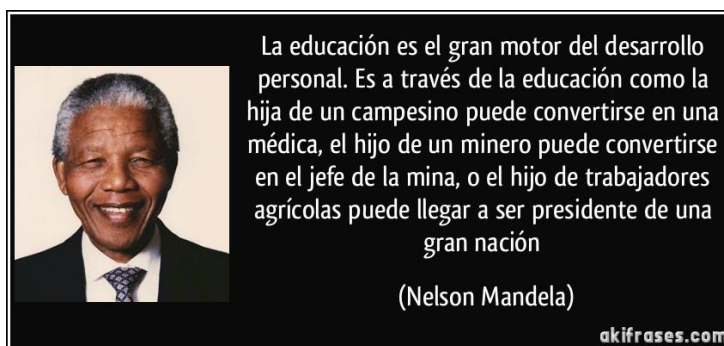 La educación es el gran motor del desarrollo
personal. Es a través de la educación como la
hija de un campesino puede convertirse en una
médica, el hijo de un minero puede convertirse
en el jefe de la mina, o el hijo de trabajadores
agrícolas puede llegar a ser presidente de una
gran nación
(Nelson Mandela)
akifrases.com